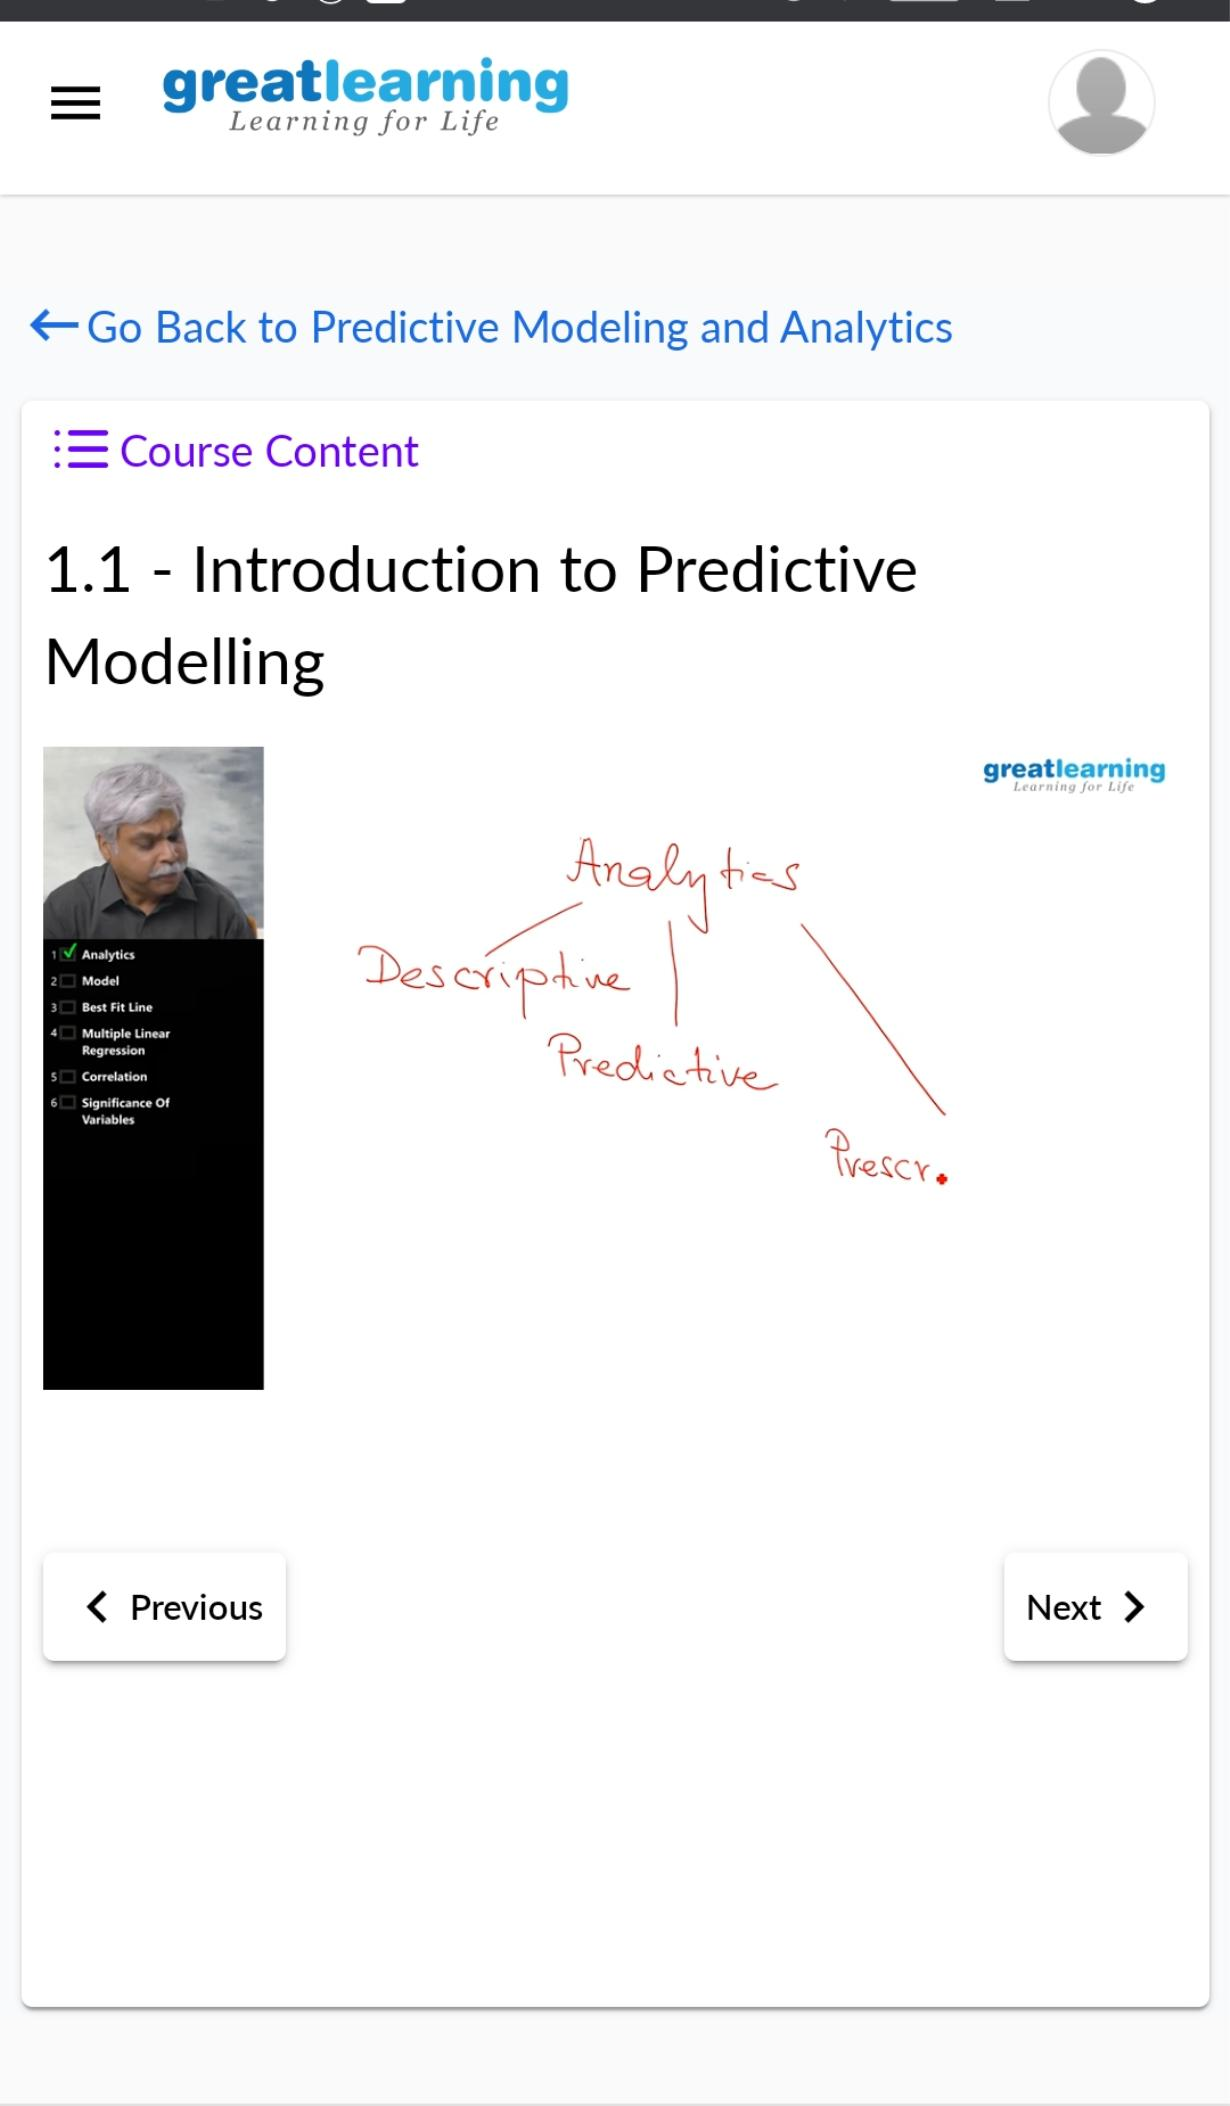 greatlearning
Learning for Life
Go Back to Predictive Modeling and Analytics
Course Content
1.1 - Introduction to Predictive
Modelling
greatlearning
Learning for Life
1 Analytics
2 Model
3 Best Fit Line
4 Multiple Linear
Regression
5 Correlation
6 Significance Of
Variables
Analytics
Descriptive
Predictive
Prescr.
Previous
Next